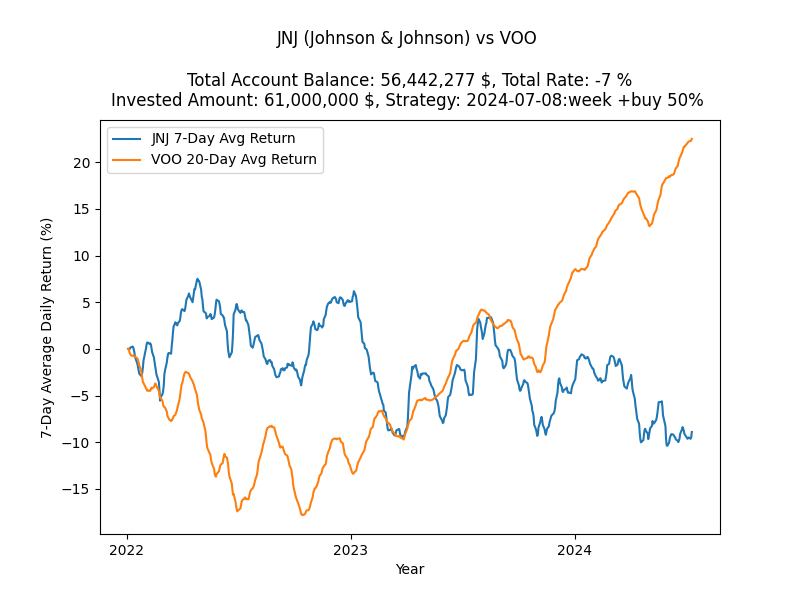 JNJ (Johnson & Johnson) vs VOO
Total Account Balance: 56,442,277 $, Total Rate: -7 %
Invested Amount: 61,000,000 $, Strategy: 2024-07-08:week +buy 50%
JNJ 7-Day Avg Return
VOO 20-Day Avg Return
7-Day Average Daily Return (%)
20
15
10
5
0
−5
−10
−15
2022
2023
2024
Year